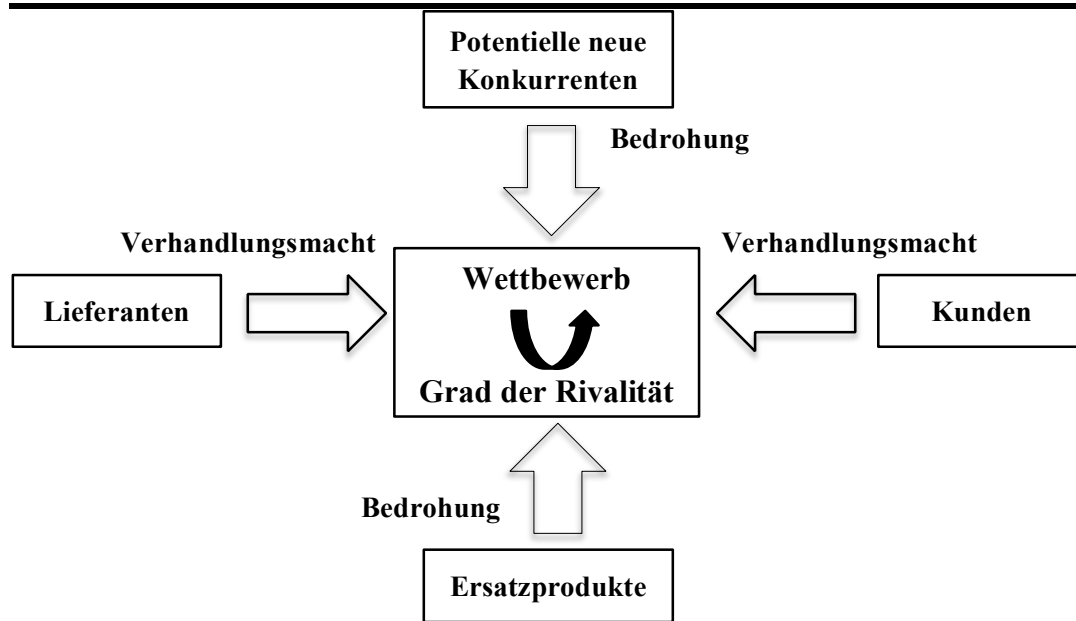 Potentielle neue
Konkurrenten
Bedrohung
Verhandlungsmacht
Verhandlungsmacht
Lieferanten
Wettbewerb
Grad der Rivalität
Kunden
Bedrohung
Ersatzprodukte